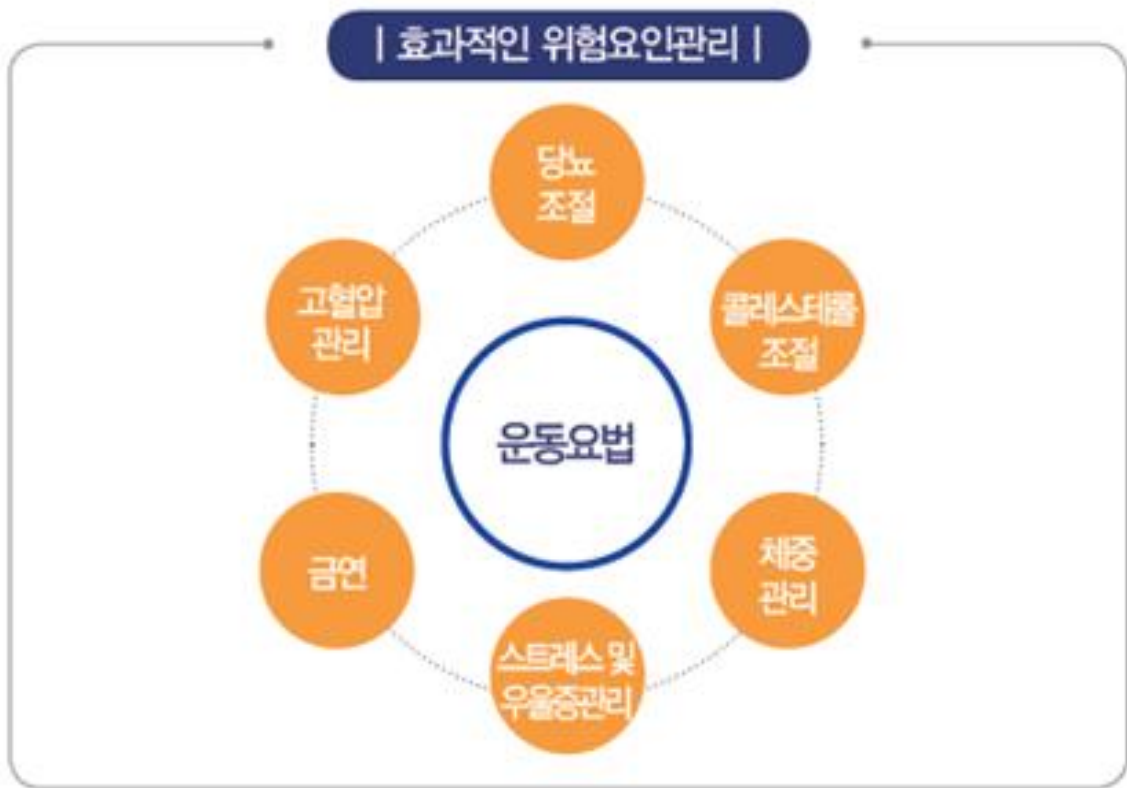 | 효과적인 위험요인관리 |
당뇨
조절
콜레스테롤
조절
체중
관리
스트레스 및
우울증관리
금연
고혈압
관리
운동요법